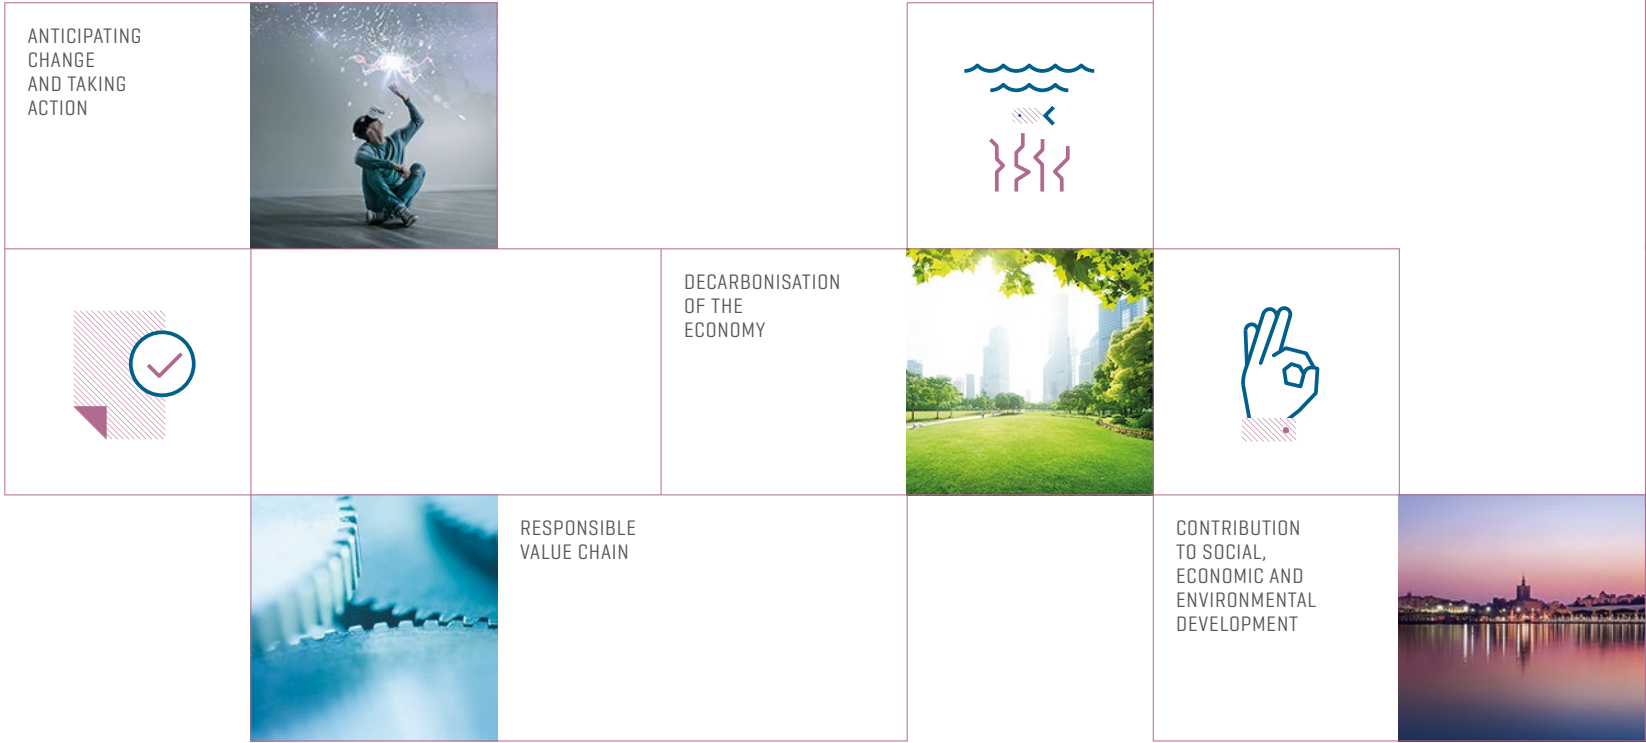 ANTICIPATING
CHANGE
AND TAKING
ACTION
DECARBONISATION
OF THE
ECONOMY
RESPONSIBLE
VALUE CHAIN
CONTRIBUTION
TO SOCIAL,
ECONOMIC AND
ENVIRONMENTAL
DEVELOPMENT